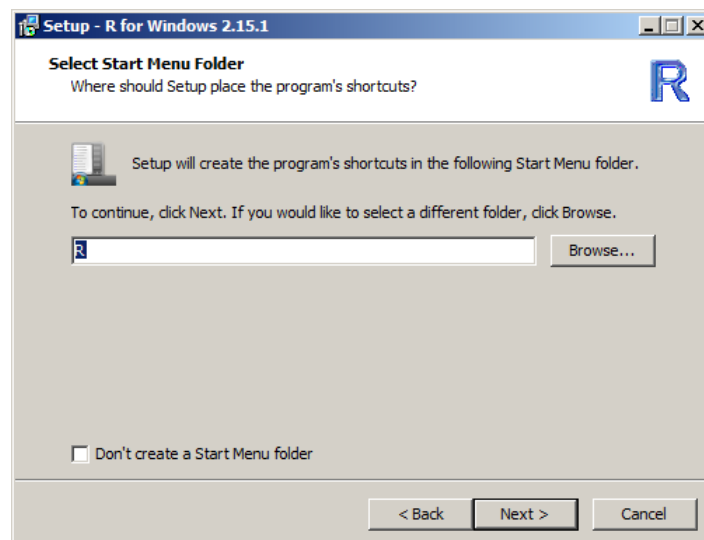 Setup - R for Windows 2.15.1
Select Start Menu Folder
Where should Setup place the program's shortcuts?
R
Setup will create the program's shortcuts in the following Start Menu folder.
To continue, click Next. If you would like to select a different folder, click Browse.
R
Browse...
Don't create a Start Menu folder
< Back
Next >
Cancel